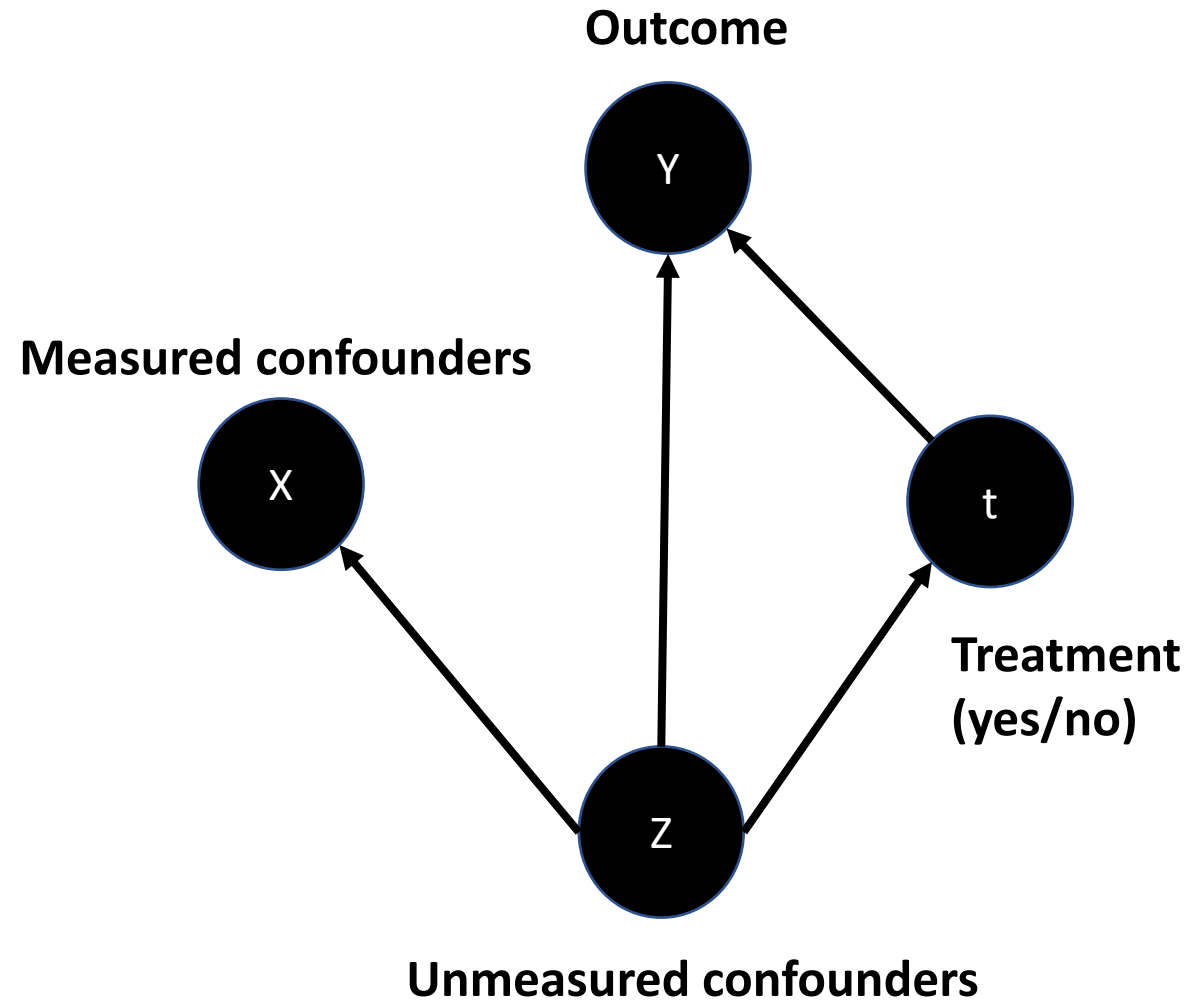 Outcome
Y
Measured confounders
X
t
Treatment
(yes/no)
Z
Unmeasured confounders